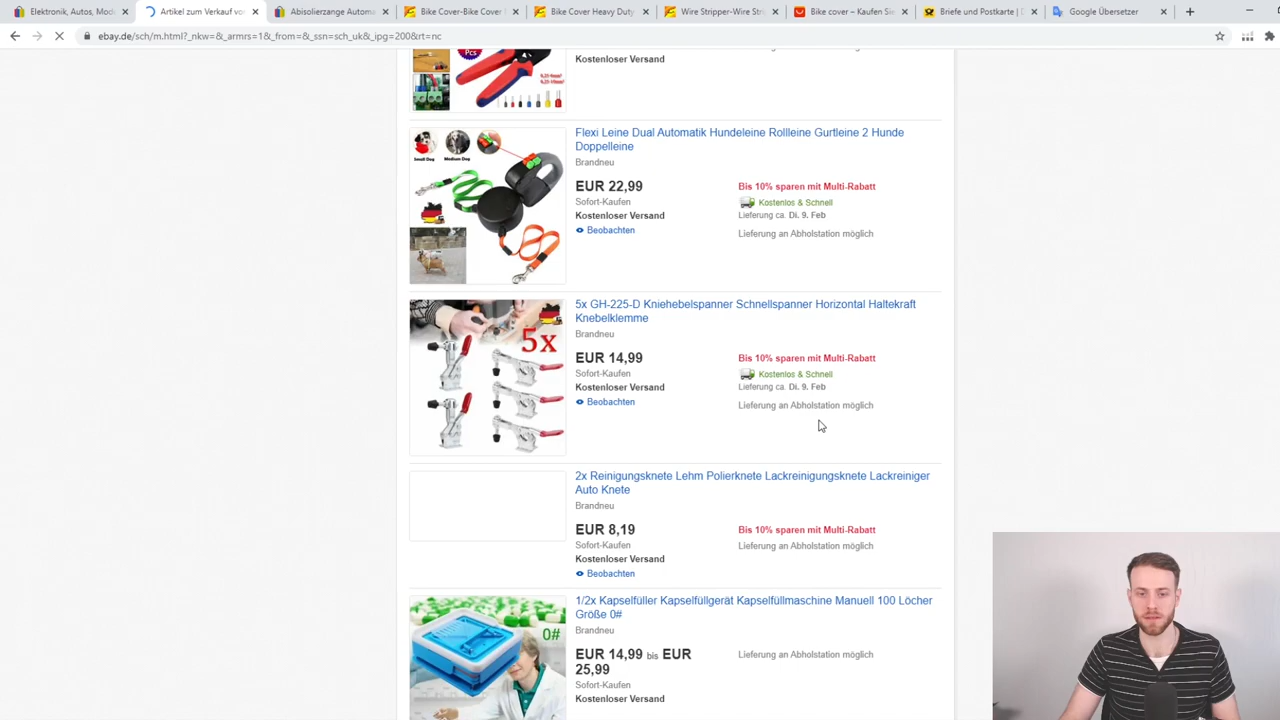 Elektronik, Autos, Mod
Artikel zum Verkauf vo
Absisolierzange Automa
Bike Cover-Bike Cover
Bike Cover Heavy Duty
Wire Stripper-Wire Str
Bike cover – Kaufen Si
Briefe und Postkarte | D
Google Übersetzer
ebay.de/sch/m.html?_nkw=&_armrs=1&_from=&_ssn=sch_uk&_ipg=200&rt=nc
Pcs
Kostenloser Versand
Flexi Leine Dual Automatik Hundeleine Rollleine Gurtleine 2 Hunde
Doppelleine
Small Dog
Medium Dog
Brandneu
EUR 22,99
Bis 10% sparen mit Multi-Rabatt
Sofort-Kaufen
Kostenlos & Schnell
Kostenloser Versand
Lieferung ca. Di. 9. Feb
Beobachten
Lieferung an Abholstation möglich
5x GH-225-D Kniehebelspanner Schnellspanner Horizontal Haltekraft
Knebelklemme
5x
Brandneu
EUR 14,99
Bis 10% sparen mit Multi-Rabatt
Sofort-Kaufen
Kostenlos & Schnell
Kostenloser Versand
Lieferung ca. Di. 9. Feb
Beobachten
Lieferung an Abholstation möglich
2x Reinigungsknete Lehm Polierknete Lackreinigungsknete Lackreiniger
Auto Knete
Brandneu
EUR 8,19
Bis 10% sparen mit Multi-Rabatt
Sofort-Kaufen
Lieferung an Abholstation möglich
Kostenloser Versand
Beobachten
1/2x Kapselfüller Kapselfüllgerät Kapselfüllmaschine Manuell 100 Löcher
Größe 0#
0#
Brandneu
EUR 14,99 bis EUR
25,99
Lieferung an Abholstation möglich
Sofort-Kaufen
Kostenloser Versand